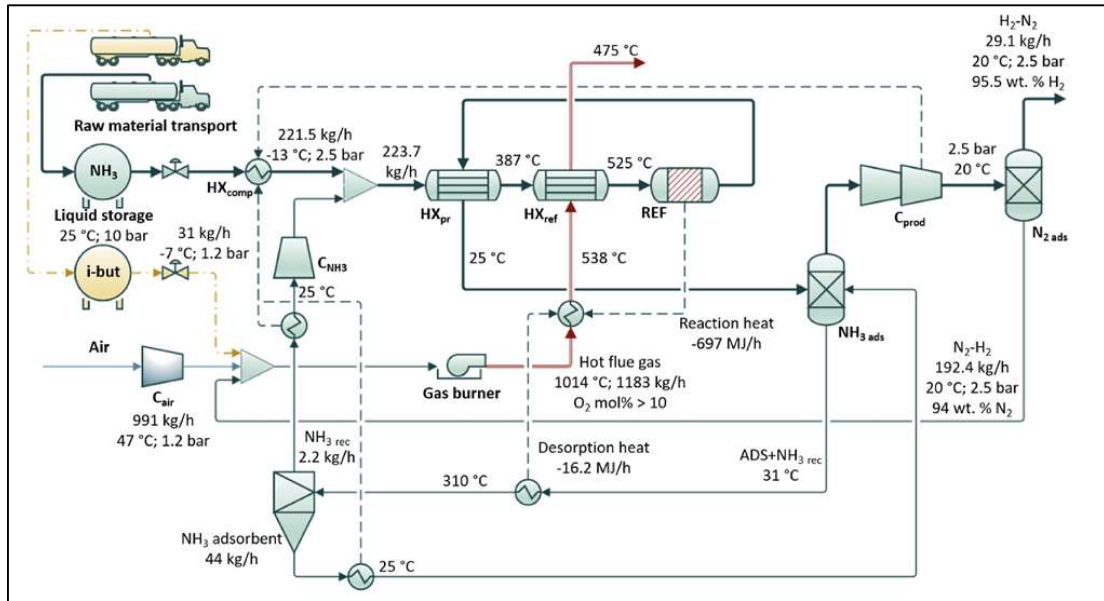 H2-N2
29.1 kg/h
20 °C; 2.5 bar
95.5 wt. % H2
475 °C
Raw material transport
221.5 kg/h
-13 °C; 2.5 bar
223.7
kg/h
387 °C
525 °C
2.5 bar
20 °C
NH3
HXcomp
HXpr
HXref
REF
Cprod
N2 ads
Liquid storage
25 °C; 10 bar
31 kg/h
-7 °C; 1.2 bar
CNH3
25 °C
538 °C
i-but
25 °C
NH3 ads
Reaction heat
-697 MJ/h
Air
Hot flue gas
1014 °C; 1183 kg/h
O2 mol% > 10
N2-H2
192.4 kg/h
20 °C; 2.5 bar
94 wt. % N2
Gas burner
Cair
991 kg/h
47 °C; 1.2 bar
NH3 rec
2.2 kg/h
Desorption heat
-16.2 MJ/h
ADS+NH3 rec
31 °C
310 °C
NH3 adsorbent
44 kg/h
25 °C